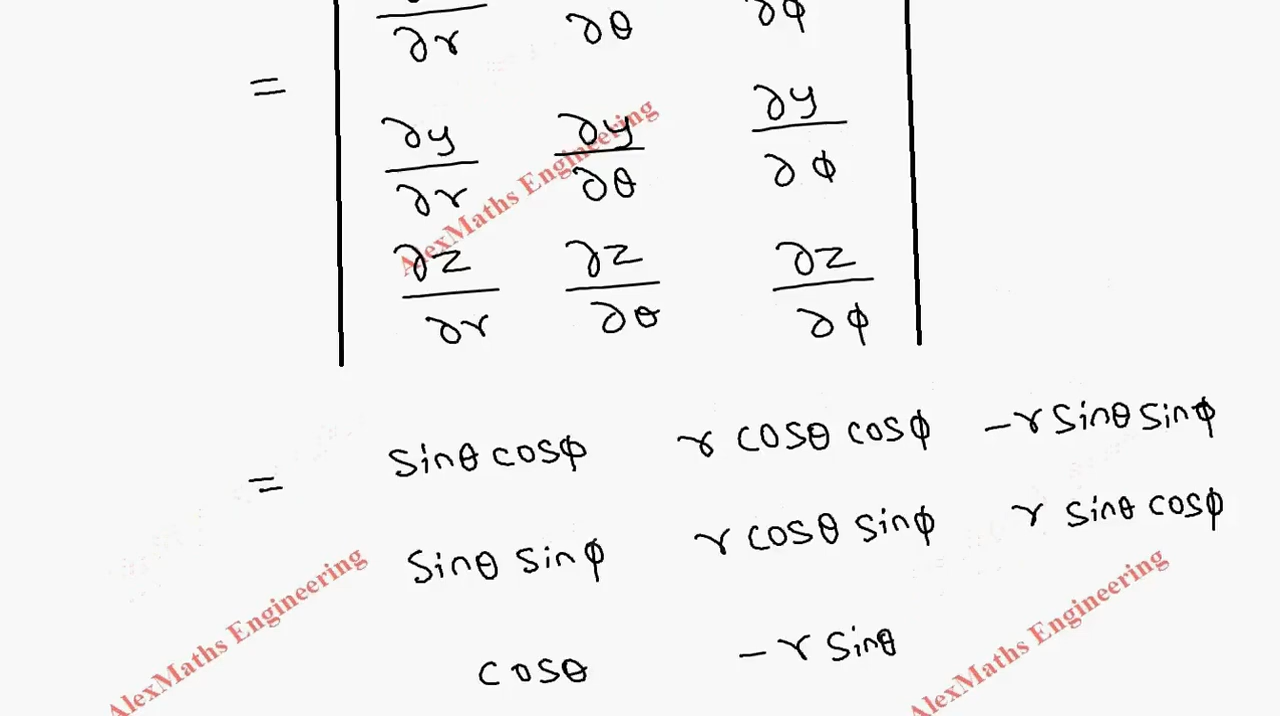 ∂r ∂θ ∂φ
=
∂y/∂r ∂y/∂θ ∂y/∂φ
∂z/∂r ∂z/∂θ ∂z/∂φ
= sinθ cosφ r cosθ cosφ -r sinθ sinφ
sinθ sinφ r cosθ sinφ r sinθ cosφ
cosθ -r sinθ
AlexMaths Engineering
AlexMaths Engineering
AlexMaths Engineering